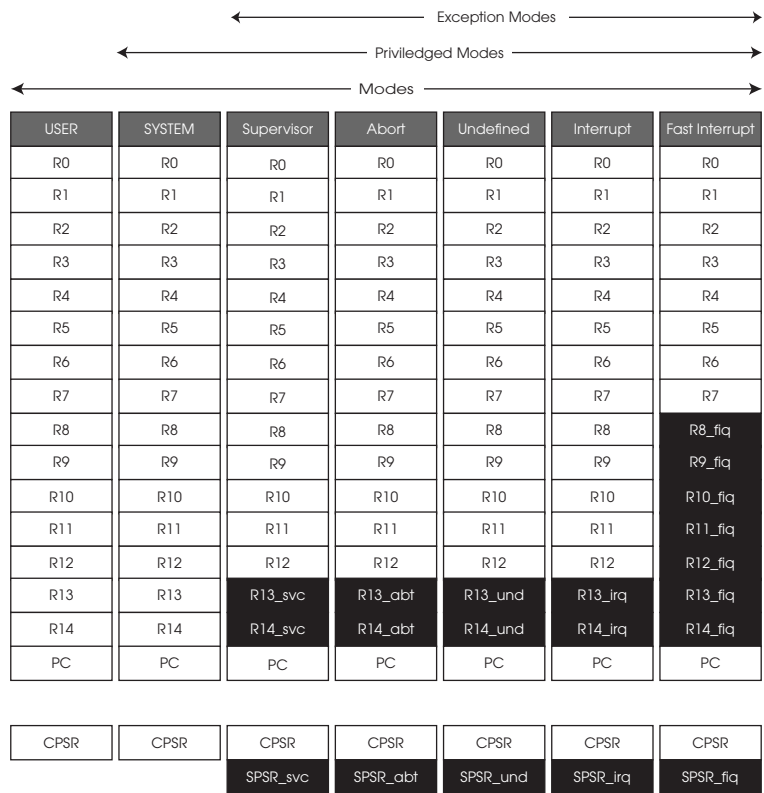 Exception Modes
Priviledged Modes
Modes
USER SYSTEM Supervisor Abort Undefined Interrupt Fast Interrupt
R0 R0 R0 R0 R0 R0 R0
R1 R1 R1 R1 R1 R1 R1
R2 R2 R2 R2 R2 R2 R2
R3 R3 R3 R3 R3 R3 R3
R4 R4 R4 R4 R4 R4 R4
R5 R5 R5 R5 R5 R5 R5
R6 R6 R6 R6 R6 R6 R6
R7 R7 R7 R7 R7 R7 R7
R8 R8 R8 R8 R8 R8 R8_fiq
R9 R9 R9 R9 R9 R9 R9_fiq
R10 R10 R10 R10 R10 R10 R10_fiq
R11 R11 R11 R11 R11 R11 R11_fiq
R12 R12 R12 R12 R12 R12 R12_fiq
R13 R13 R13_svc R13_abt R13_und R13_irq R13_fiq
R14 R14 R14_svc R14_abt R14_und R14_irq R14_fiq
PC PC PC PC PC PC PC
CPSR CPSR CPSR CPSR CPSR CPSR CPSR
SPSR_svc SPSR_abt SPSR_und SPSR_irq SPSR_fiq